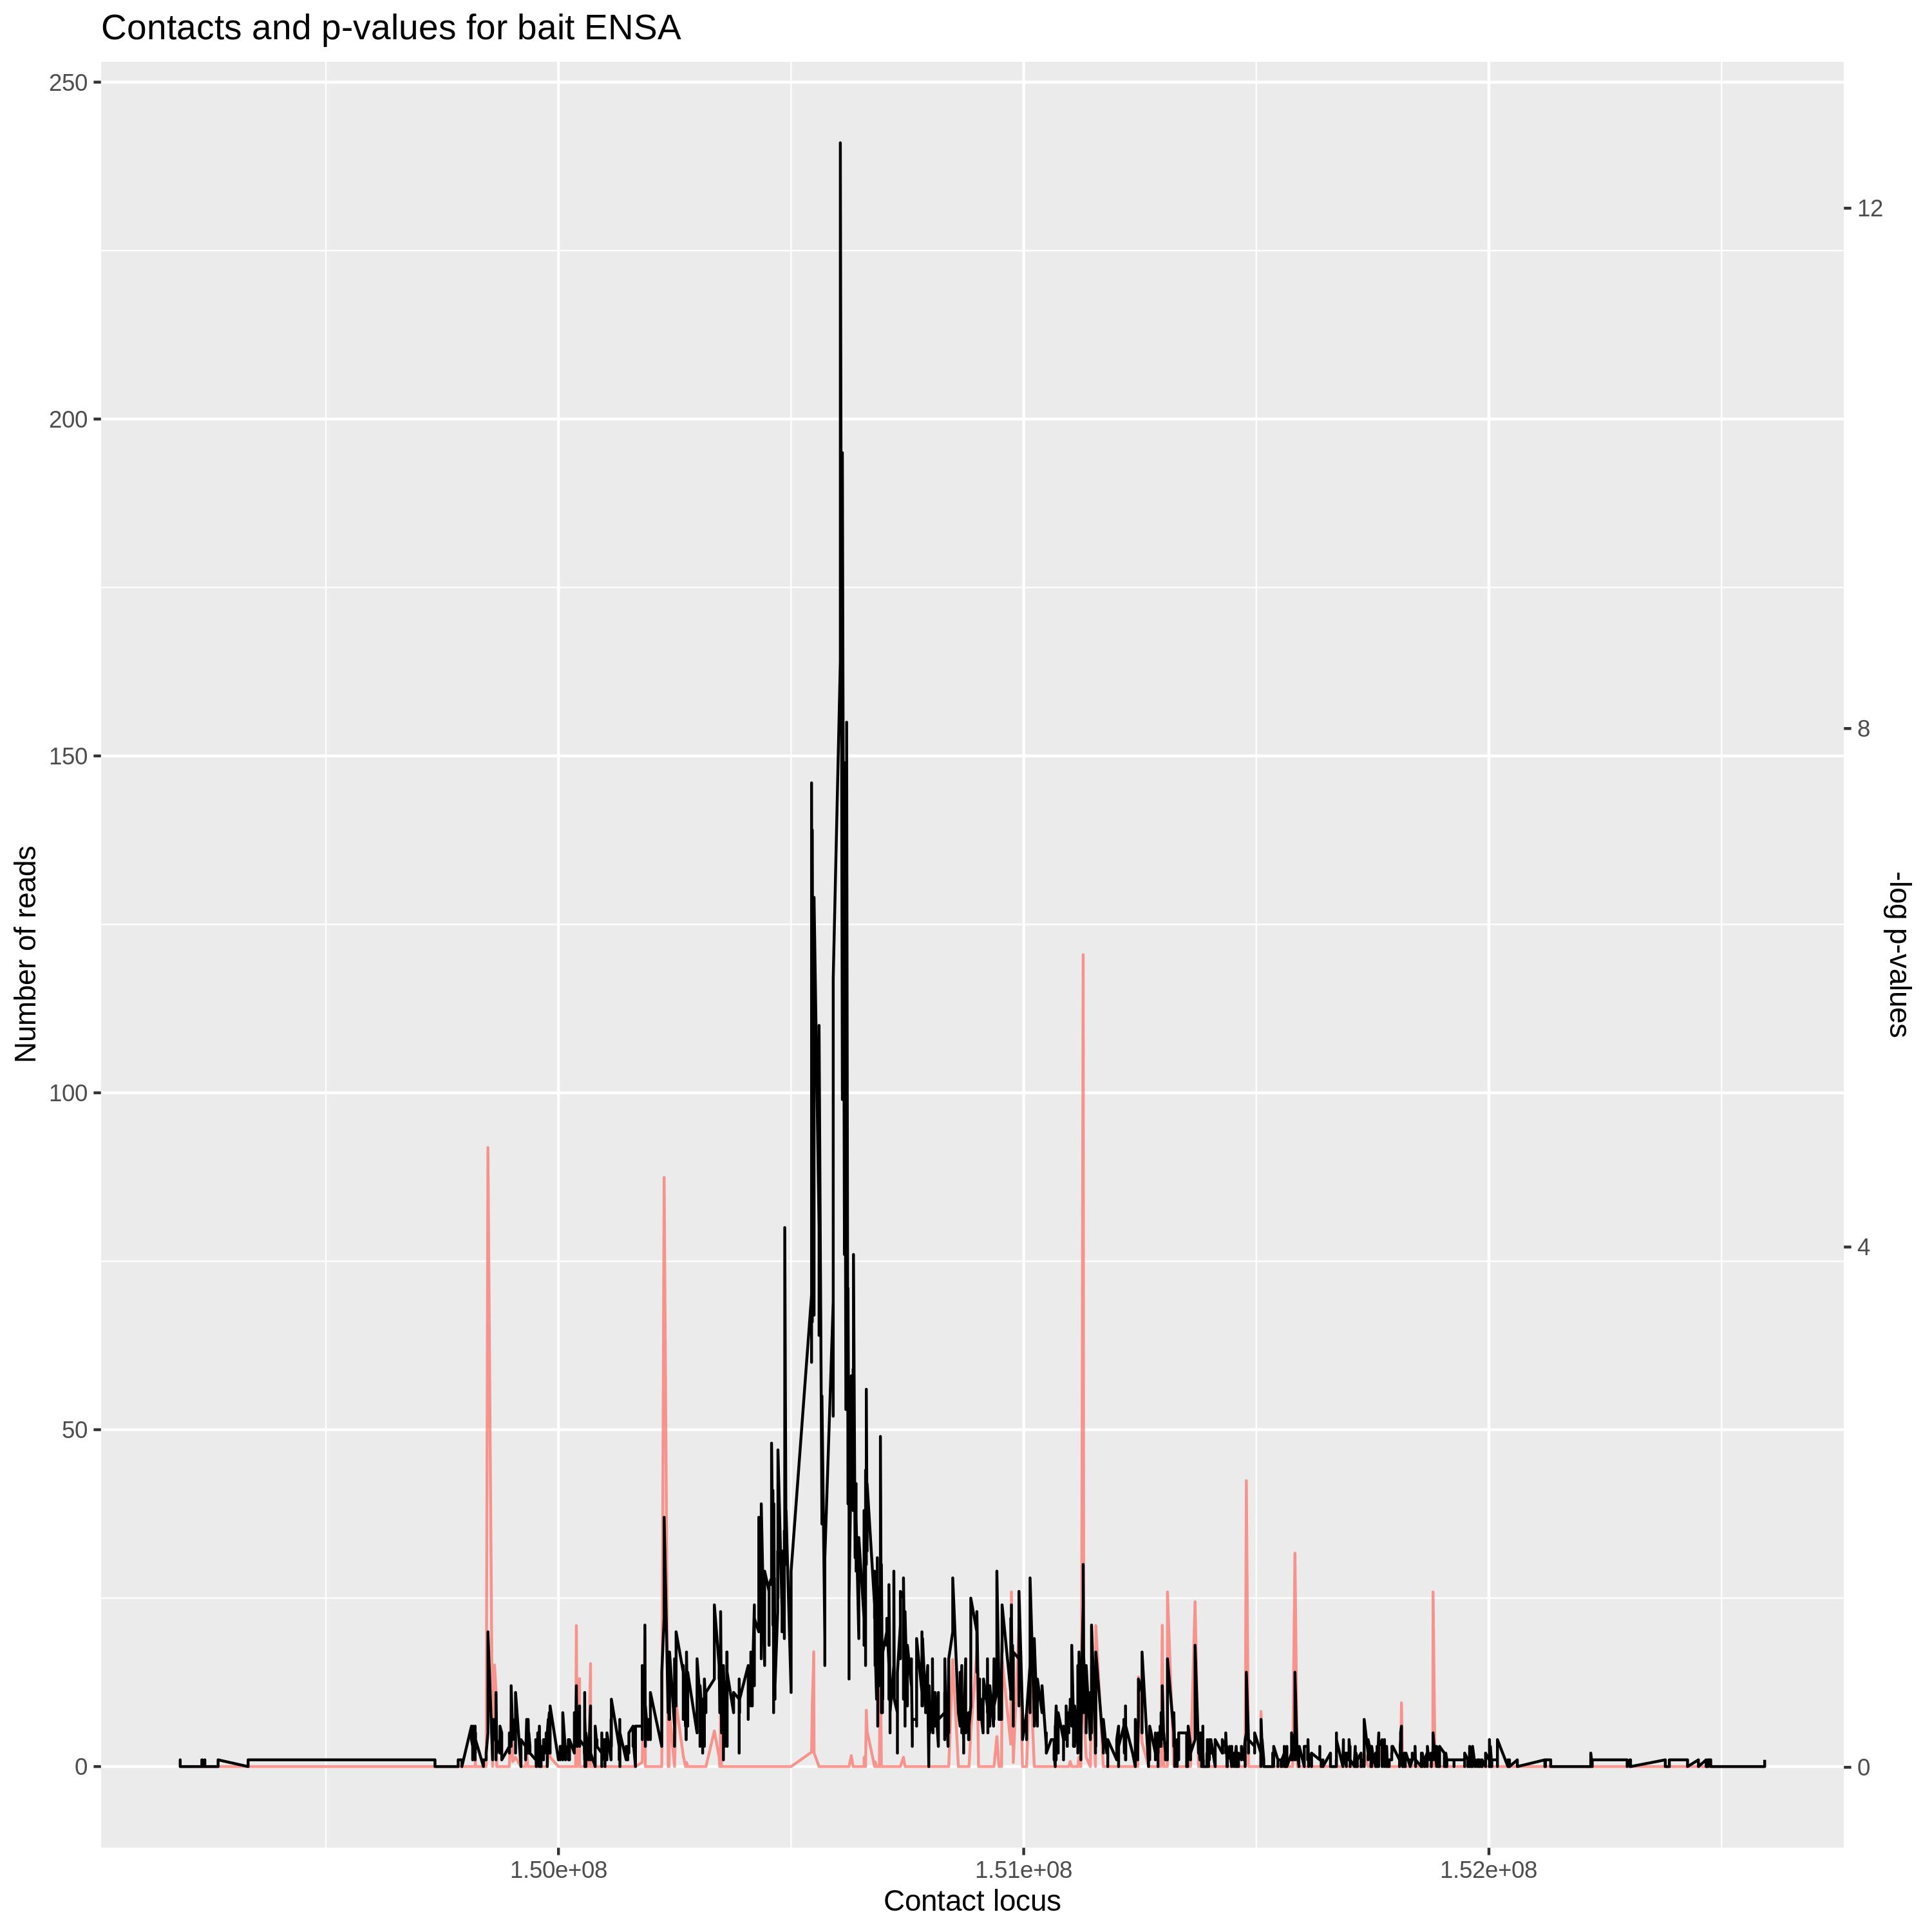 Contacts and p-values for bait ENSA
250
200
150
100
50
0
12
8
4
0
Number of reads
-log p-values
1.50e+08
1.51e+08
1.52e+08
Contact locus